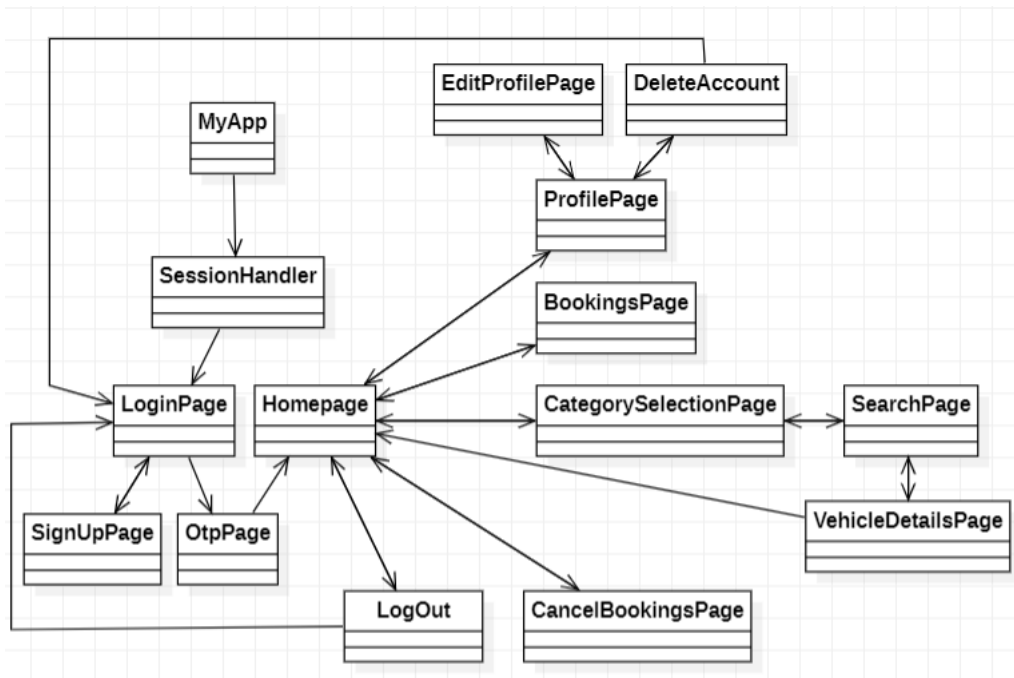 EditProfilePage
DeleteAccount
MyApp
ProfilePage
SessionHandler
BookingsPage
LoginPage
Homepage
CategorySelectionPage
SearchPage
SignUpPage
OtpPage
VehicleDetailsPage
LogOut
CancelBookingsPage